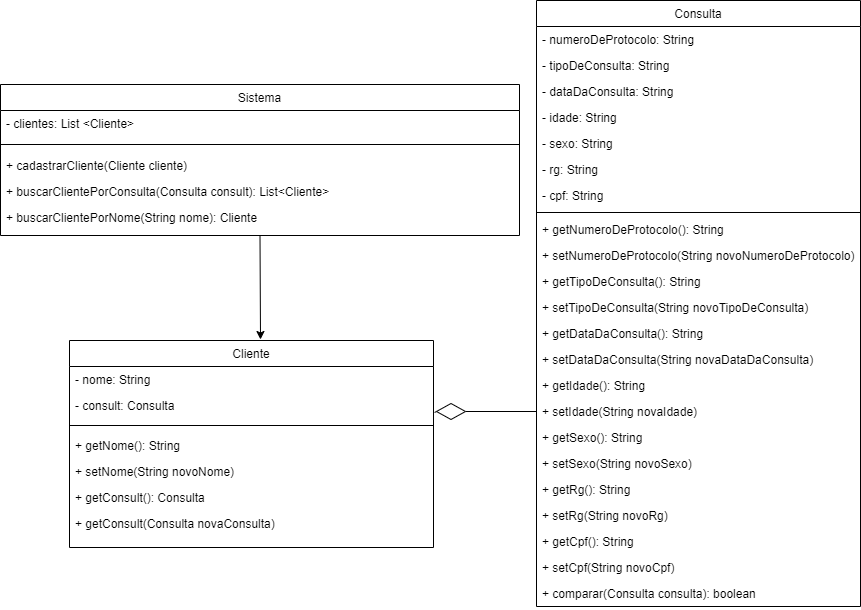 Sistema
- clientes: List <Cliente>
+ cadastrarCliente(Cliente cliente)
+ buscarClientePorConsulta(Consulta consult): List<Cliente>
+ buscarClientePorNome(String nome): Cliente
Cliente
- nome: String
- consult: Consulta
+ getNome(): String
+ setNome(String novoNome)
+ getConsult(): Consulta
+ getConsult(Consulta novaConsulta)
Consulta
- numeroDeProtocolo: String
- tipoDeConsulta: String
- dataDaConsulta: String
- idade: String
- sexo: String
- rg: String
- cpf: String
+ getNumeroDeProtocolo(): String
+ setNumeroDeProtocolo(String novoNumeroDeProtocolo)
+ getTipoDeConsulta(): String
+ setTipoDeConsulta(String novoTipoDeConsulta)
+ getDataDaConsulta(): String
+ setDataDaConsulta(String novaDataDaConsulta)
+ getIdade(): String
+ setIdade(String novaIdade)
+ getSexo(): String
+ setSexo(String novoSexo)
+ getRg(): String
+ setRg(String novoRg)
+ getCpf(): String
+ setCpf(String novoCpf)
+ comparar(Consulta consulta): boolean